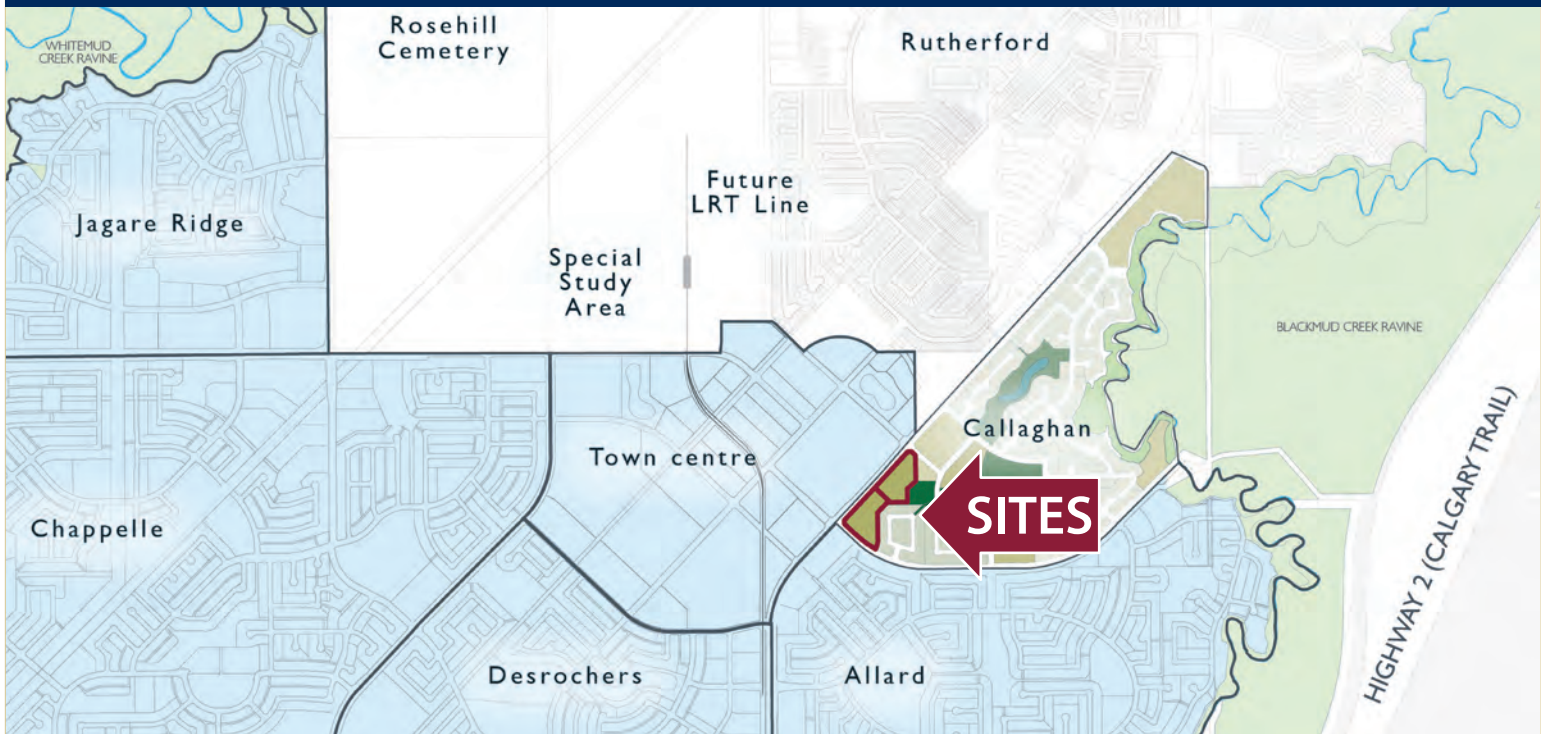 Rosehill
Cemetery
Rutherford
WHITEMUD
CREEK RAVINE
Jagare Ridge
Future
LRT Line
Special
Study
Area
BLACKMUD CREEK RAVINE
Callaghan
Town centre
SITES
Chappelle
HIGHWAY 2 (CALGARY TRAIL)
Desrochers
Allard